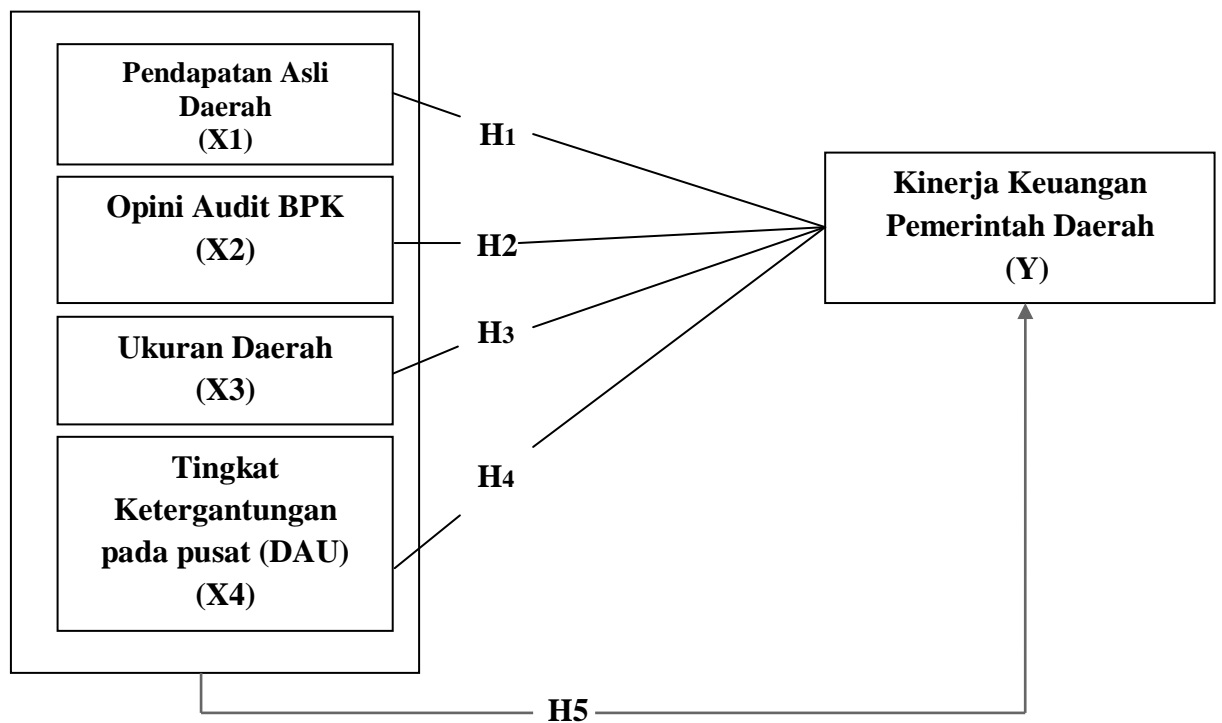 Pendapatan Asli
Daerah
(X1)
H1
Opini Audit BPK
(X2)
H2
Ukuran Daerah
(X3)
H3
Tingkat
Ketergantungan
pada pusat (DAU)
(X4)
H4
Kinerja Keuangan
Pemerintah Daerah
(Y)
H5